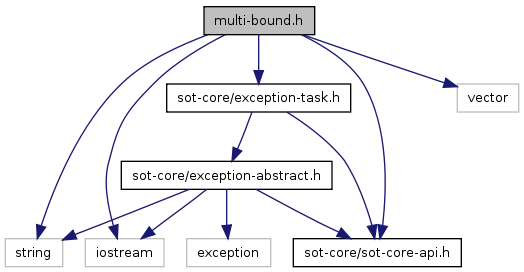 multi-bound.h
sot-core/exception-task.h
vector
sot-core/exception-abstract.h
string
iostream
exception
sot-core/sot-core-api.h